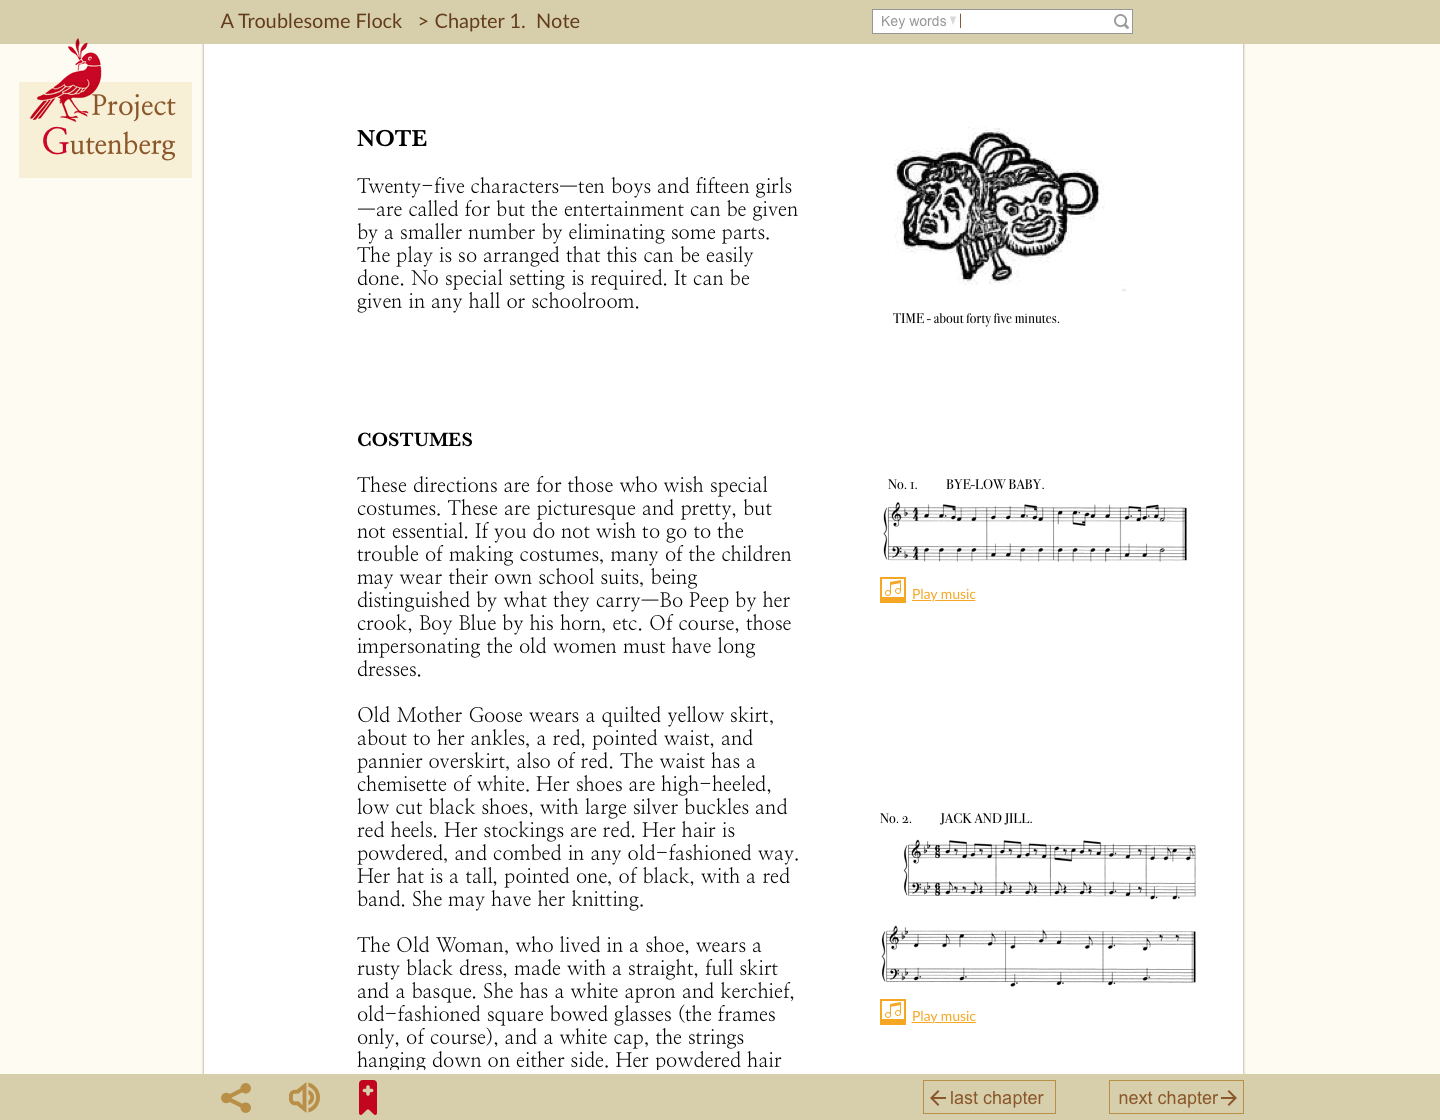 A Troublesome Flock > Chapter 1. Note
Key words
Project
Gutenberg
NOTE
Twenty-five characters—ten boys and fifteen girls
—are called for but the entertainment can be given
by a smaller number by eliminating some parts.
The play is so arranged that this can be easily
done. No special setting is required. It can be
given in any hall or schoolroom.
TIME - about forty five minutes.
COSTUMES
These directions are for those who wish special
costumes. These are picturesque and pretty, but
not essential. If you do not wish to go to the
trouble of making costumes, many of the children
may wear their own school suits, being
distinguished by what they carry—Bo Peep by her
crook, Boy Blue by his horn, etc. Of course, those
impersonating the old women must have long
dresses.
Old Mother Goose wears a quilted yellow skirt,
about to her ankles, a red, pointed waist, and
pannier overskirt, also of red. The waist has a
chemisette of white. Her shoes are high-heeled,
low cut black shoes, with large silver buckles and
red heels. Her stockings are red. Her hair is
powdered, and combed in any old-fashioned way.
Her hat is a tall, pointed one, of black, with a red
band. She may have her knitting.
The Old Woman, who lived in a shoe, wears a
rusty black dress, made with a straight, full skirt
and a basque. She has a white apron and kerchief,
old-fashioned square bowed glasses (the frames
only, of course), and a white cap, the strings
hanging down on either side. Her powdered hair
No. 1. BYE-LOW BABY.
Play music
No. 2. JACK AND JILL.
Play music
last chapter
next chapter